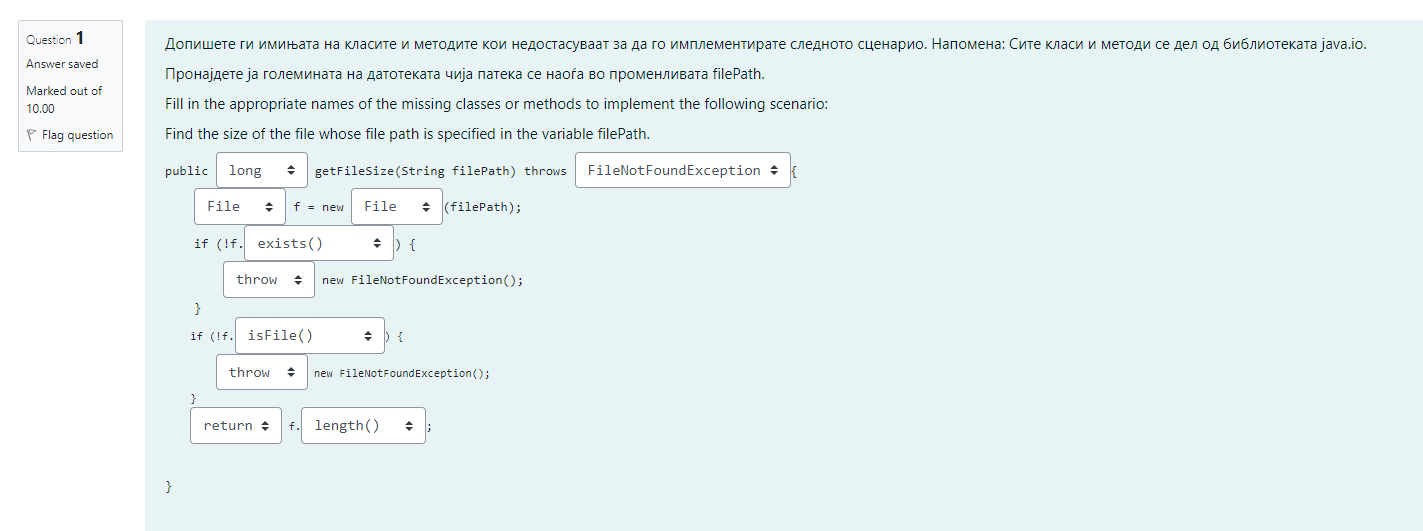 Question 1
Answer saved
Marked out of
10.00
Flag question
Допишете ги имињата на класите и методите кои недостасуваат за да го имплементирате следното сценарио. Напомена: Сите класи и методи се дел од библиотеката java.io.
Пронајдете ја големината на датотеката чија патека се наоѓа во променливата filePath.
Fill in the appropriate names of the missing classes or methods to implement the following scenario:
Find the size of the file whose file path is specified in the variable filePath.
public long getFileSize(String filePath) throws FileNotFoundException {
File f = new File (filePath);
if (!f. exists() ) {
throw new FileNotFoundException();
}
if (!f. isFile() ) {
throw new FileNotFoundException();
}
return f. length() ;
}